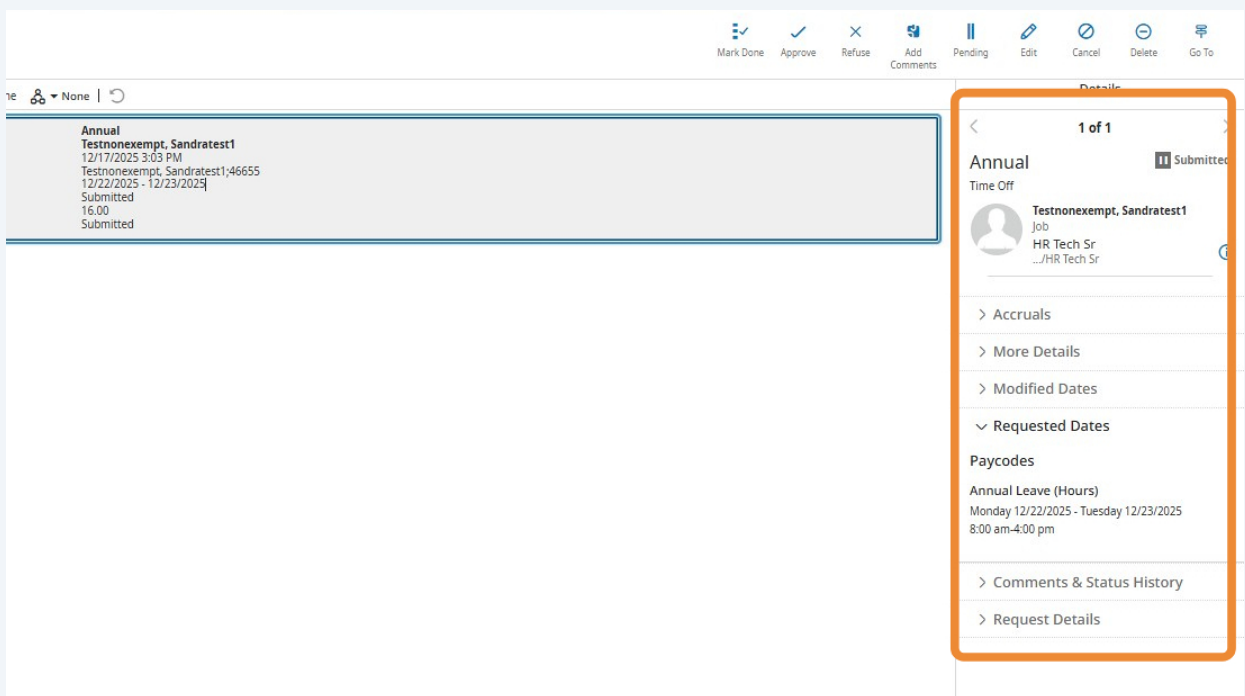 Mark Done
Approve
Refuse
Add
Comments
Pending
Edit
Cancel
Delete
Go To
None
Details
Annual
Testnonexempt, Sandratest1
12/17/2025 3:03 PM
Testnonexempt, Sandratest1;46655
12/22/2025 - 12/23/2025
Submitted
16.00
Submitted
1 of 1
Annual
Submitted
Time Off
Testnonexempt, Sandratest1
Job
HR Tech Sr
.../HR Tech Sr
Accruals
More Details
Modified Dates
Requested Dates
Paycodes
Annual Leave (Hours)
Monday 12/22/2025 - Tuesday 12/23/2025
8:00 am-4:00 pm
Comments & Status History
Request Details